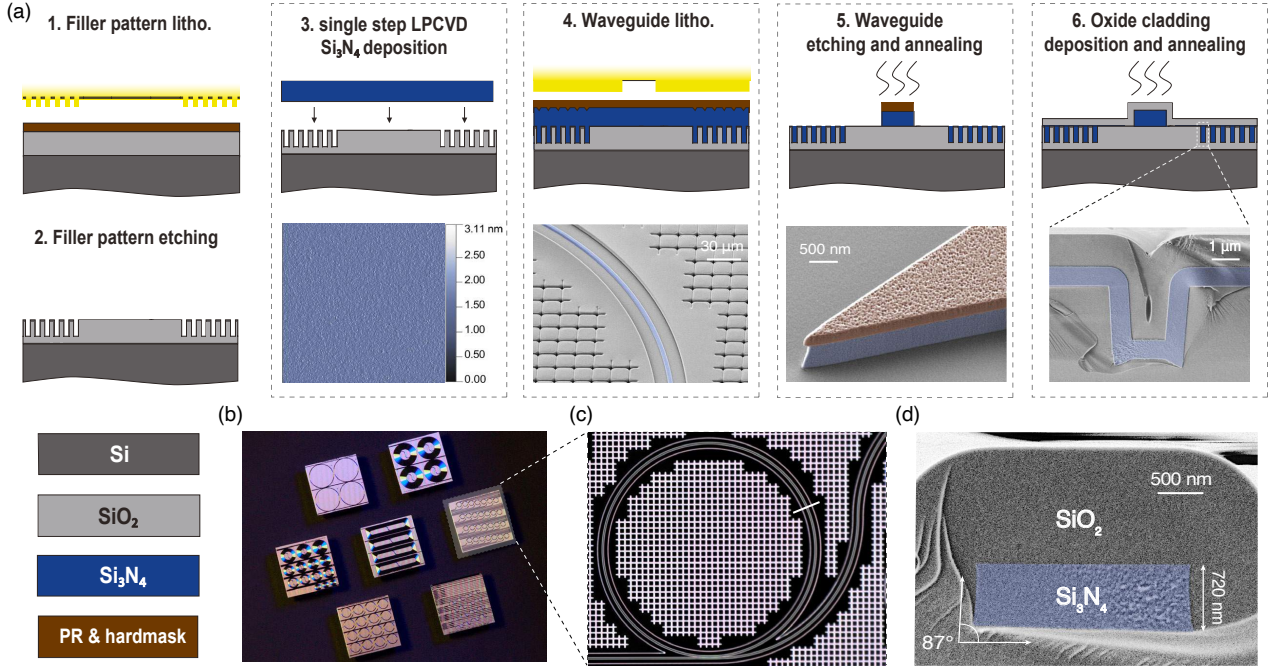 (a)
1. Filler pattern litho.
2. Filler pattern etching
3. single step LPCVD
Si₃N₄ deposition
3.11 nm
2.50
2.00
1.50
1.00
0.00
4. Waveguide litho.
30 µm
5. Waveguide
etching and annealing
500 nm
6. Oxide cladding
deposition and annealing
1 µm
Si
SiO₂
Si₃N₄
PR & hardmask
(b)
(c)
(d)
500 nm
SiO₂
Si₃N₄
720 nm
87°